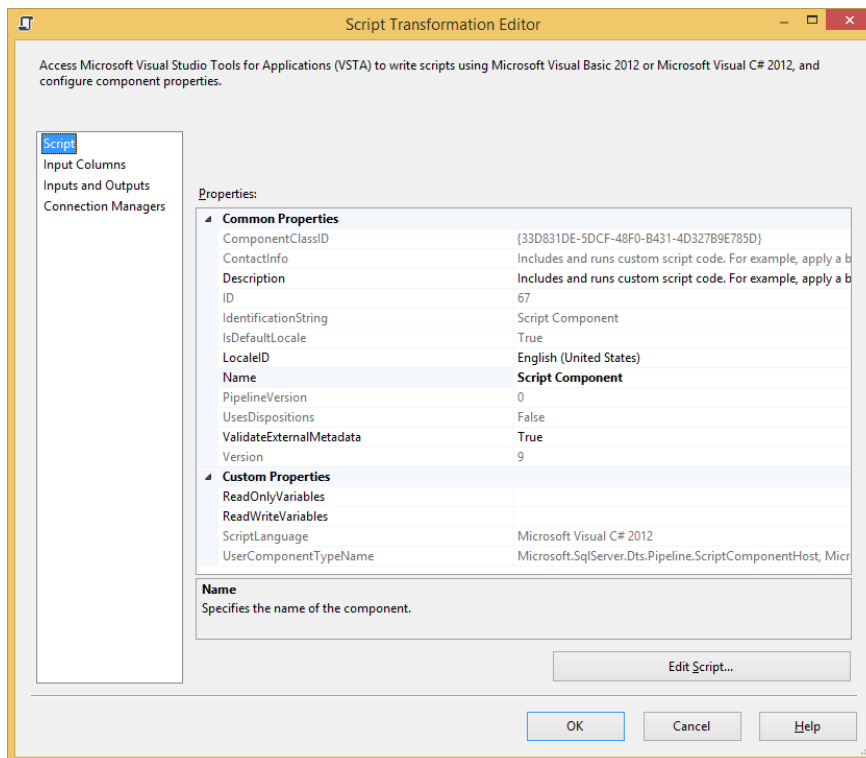 Script Transformation Editor
Access Microsoft Visual Studio Tools for Applications (VSTA) to write scripts using Microsoft Visual Basic 2012 or Microsoft Visual C# 2012, and
configure component properties.
Script
Input Columns
Inputs and Outputs
Connection Managers
Properties:
Common Properties
ComponentClassID {33D831DE-5DCF-48F0-B431-4D327B9E785D}
ContactInfo Includes and runs custom script code. For example, apply a b
Description Includes and runs custom script code. For example, apply a b
ID 67
IdentificationString Script Component
IsDefaultLocale True
LocaleID English (United States)
Name Script Component
PipelineVersion 0
UsesDispositions False
ValidateExternalMetadata True
Version 9
Custom Properties
ReadOnlyVariables
ReadWriteVariables
ScriptLanguage Microsoft Visual C# 2012
UserComponentTypeName Microsoft.SqlServer.Dts.Pipeline.ScriptComponentHost, Micr
Name
Specifies the name of the component.
Edit Script...
OK Cancel Help